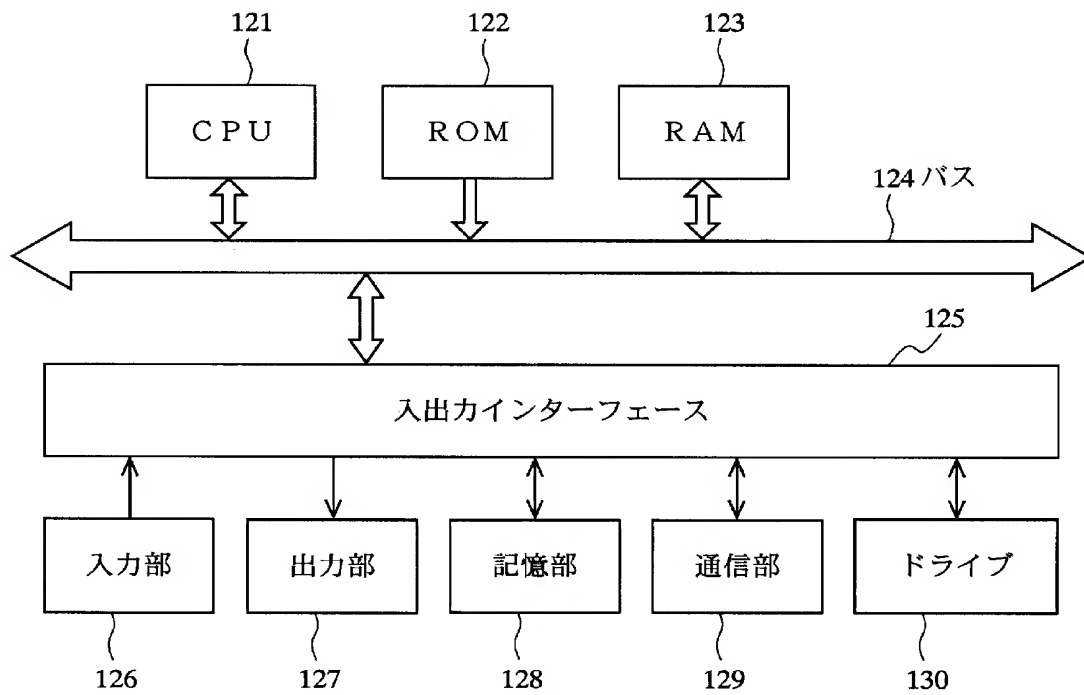 121
122
123
CPU
ROM
RAM
124 バス
125
入出力インターフェース
入力部
出力部
記憶部
通信部
ドライブ
126
127
128
129
130